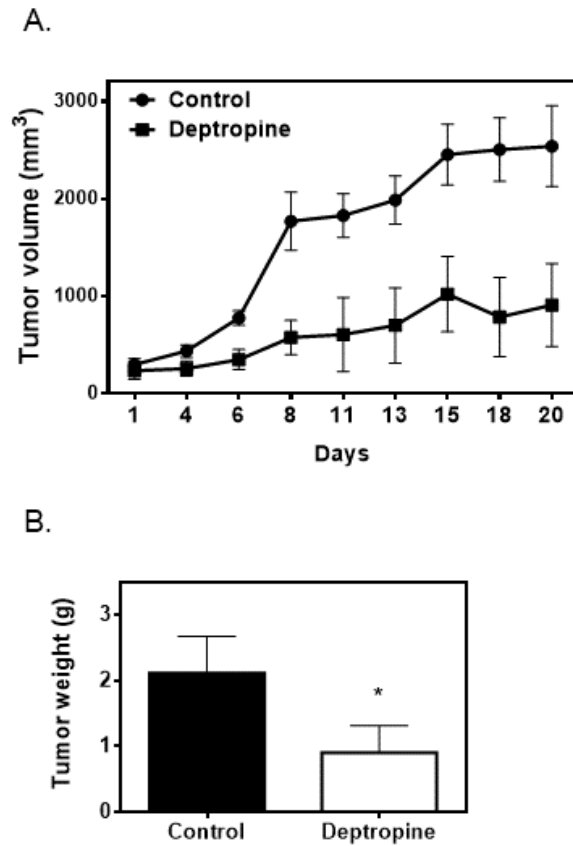 A.
Tumor volume (mm³)
3000
2000
1000
0
Control
Deptropine
1 4 6 8 11 13 15 18 20
Days
B.
Tumor weight (g)
3
2
1
0
*
Control Deptropine